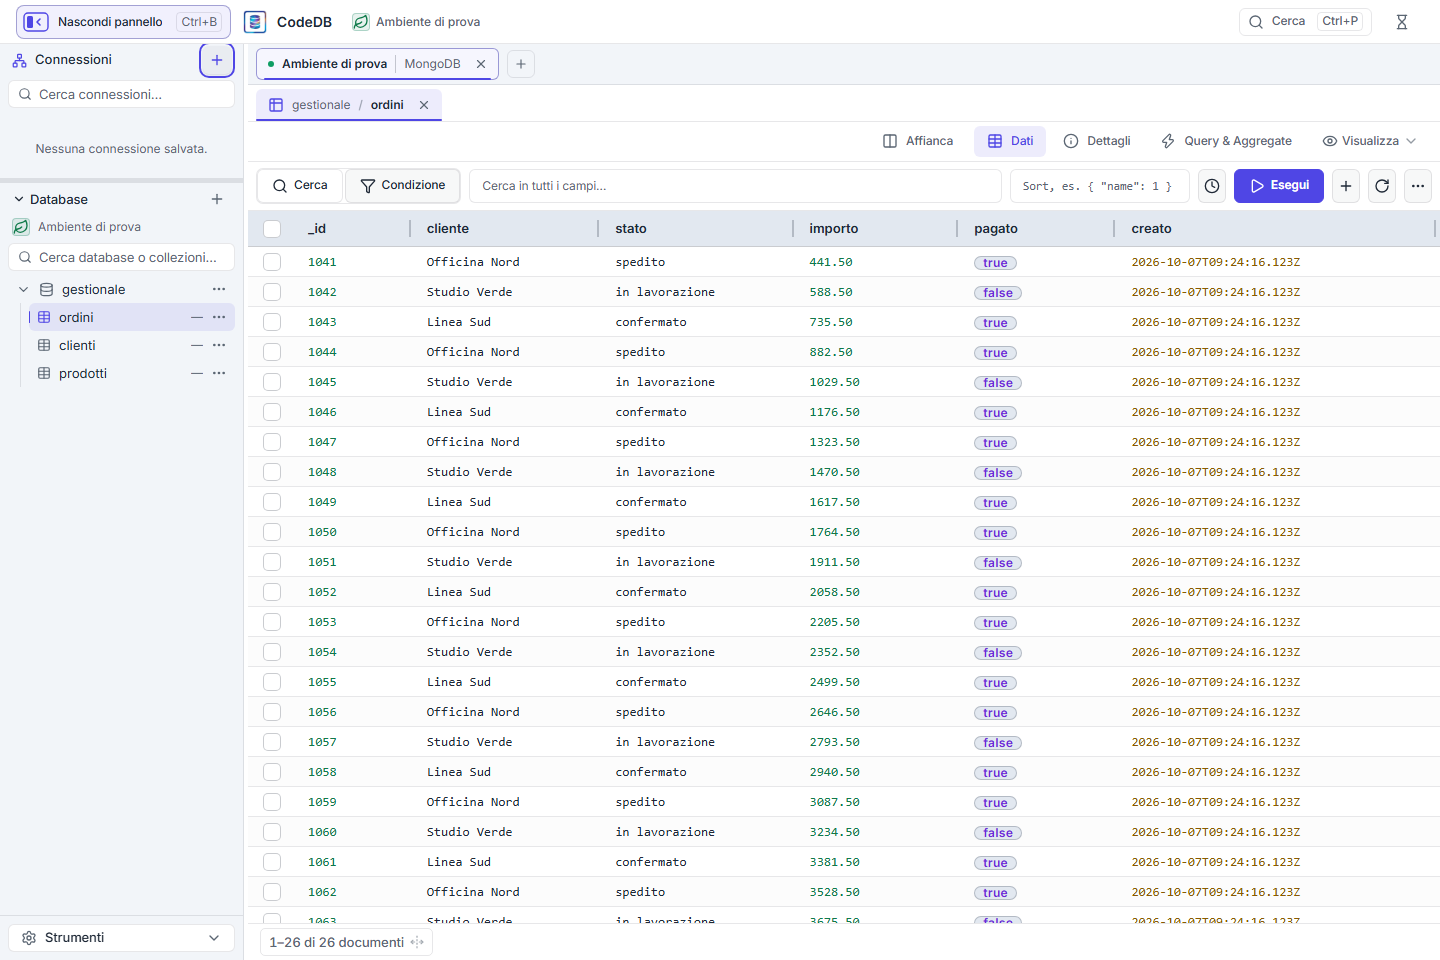 Nascondi pannello Ctrl+B CodeDB Ambiente di prova Cerca Ctrl+P
Connessioni
Cerca connessioni...
Nessuna connessione salvata.
Database
Ambiente di prova
Cerca database o collezioni...
gestionale
ordini
clienti
prodotti
Strumenti
Ambiente di prova MongoDB
gestionale / ordini
Affianca Dati Dettagli Query & Aggregate Visualizza
Cerca Condizione Cerca in tutti i campi... Sort, es. { "name": 1 } Esegui
_id cliente stato importo pagato creato
1041 Officina Nord spedito 441.50 true 2026-10-07T09:24:16.123Z
1042 Studio Verde in lavorazione 588.50 false 2026-10-07T09:24:16.123Z
1043 Linea Sud confermato 735.50 true 2026-10-07T09:24:16.123Z
1044 Officina Nord spedito 882.50 true 2026-10-07T09:24:16.123Z
1045 Studio Verde in lavorazione 1029.50 false 2026-10-07T09:24:16.123Z
1046 Linea Sud confermato 1176.50 true 2026-10-07T09:24:16.123Z
1047 Officina Nord spedito 1323.50 true 2026-10-07T09:24:16.123Z
1048 Studio Verde in lavorazione 1470.50 false 2026-10-07T09:24:16.123Z
1049 Linea Sud confermato 1617.50 true 2026-10-07T09:24:16.123Z
1050 Officina Nord spedito 1764.50 true 2026-10-07T09:24:16.123Z
1051 Studio Verde in lavorazione 1911.50 false 2026-10-07T09:24:16.123Z
1052 Linea Sud confermato 2058.50 true 2026-10-07T09:24:16.123Z
1053 Officina Nord spedito 2205.50 true 2026-10-07T09:24:16.123Z
1054 Studio Verde in lavorazione 2352.50 false 2026-10-07T09:24:16.123Z
1055 Linea Sud confermato 2499.50 true 2026-10-07T09:24:16.123Z
1056 Officina Nord spedito 2646.50 true 2026-10-07T09:24:16.123Z
1057 Studio Verde in lavorazione 2793.50 false 2026-10-07T09:24:16.123Z
1058 Linea Sud confermato 2940.50 true 2026-10-07T09:24:16.123Z
1059 Officina Nord spedito 3087.50 true 2026-10-07T09:24:16.123Z
1060 Studio Verde in lavorazione 3234.50 false 2026-10-07T09:24:16.123Z
1061 Linea Sud confermato 3381.50 true 2026-10-07T09:24:16.123Z
1062 Officina Nord spedito 3528.50 true 2026-10-07T09:24:16.123Z
1063 Studio Verde in lavorazione 3675.50 false 2026-10-07T09:24:16.123Z
1–26 di 26 documenti